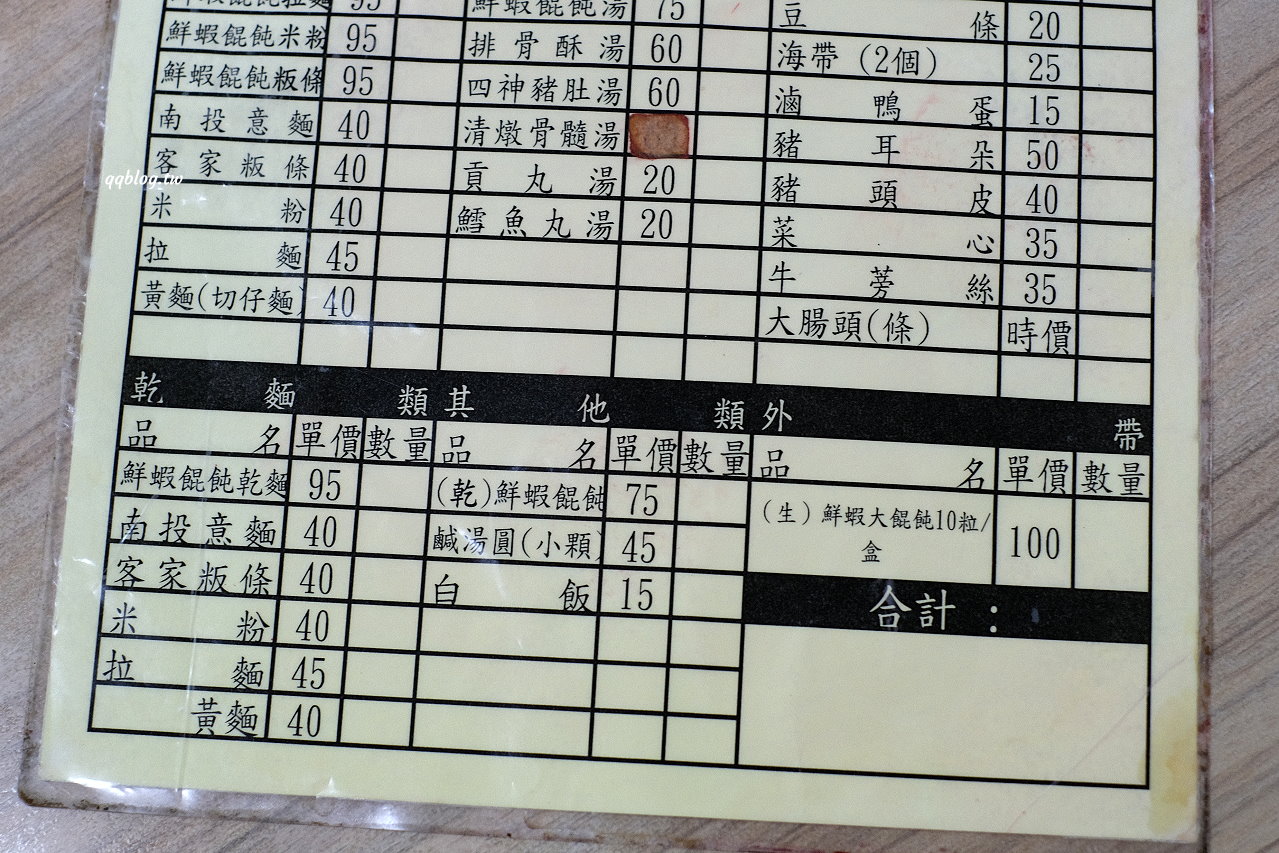 鮮蝦餛飩拉麵 95 鮮蝦餛飩湯 75 豆條 20
鮮蝦餛飩米粉 95 排骨酥湯 60 海帶(2個) 25
鮮蝦餛飩粄條 95 四神豬肚湯 60 滷鴨蛋 15
南投意麵 40 清燉骨髓湯 豬耳朵 50
客家粄條 40 貢丸湯 20 豬頭皮 40
米粉 40 鱈魚丸湯 20 菜心 35
拉麵 45 牛蒡絲 35
黃麵(切仔麵) 40 大腸頭(條) 時價
qqblog_tw
乾麵類 其他類 外帶
品名 單價 數量 品名 單價 數量 品名 單價 數量
鮮蝦餛飩乾麵 95 (乾)鮮蝦餛飩 75 (生)鮮蝦大餛飩10粒/
盒 100
南投意麵 40 鹹湯圓(小顆) 45
客家粄條 40 白飯 15 合計：
米粉 40
拉麵 45
黃麵 40